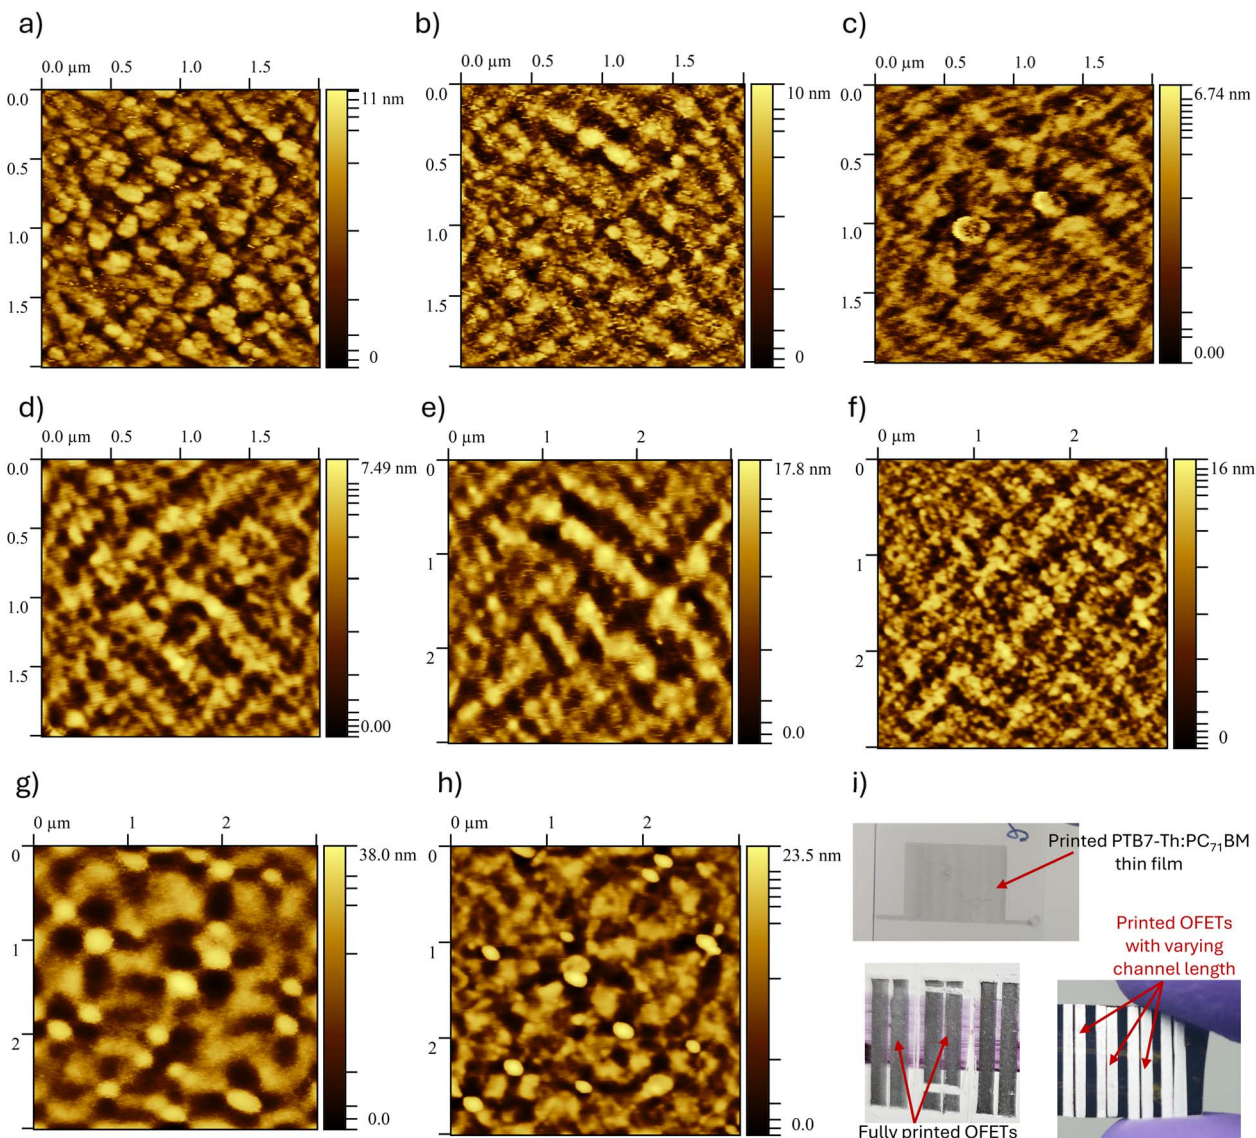 a)
0.0 µm 0.5 1.0 1.5
0.0
0.5
1.0
1.5
11 nm
0
b)
0.0 µm 0.5 1.0 1.5
0.0
0.5
1.0
1.5
10 nm
0
c)
0.0 µm 0.5 1.0 1.5
0.0
0.5
1.0
1.5
6.74 nm
0.00
d)
0.0 µm 0.5 1.0 1.5
0.0
0.5
1.0
1.5
7.49 nm
0.00
e)
0 µm 1 2
0
1
2
17.8 nm
0.0
f)
0 µm 1 2
0
1
2
16 nm
0
g)
0 µm 1 2
0
1
2
38.0 nm
0.0
h)
0 µm 1 2
0
1
2
23.5 nm
0.0
i)
Printed PTB7-Th:PC₇₁BM
thin film
Printed OFETs
with varying
channel length
Fully printed OFETs